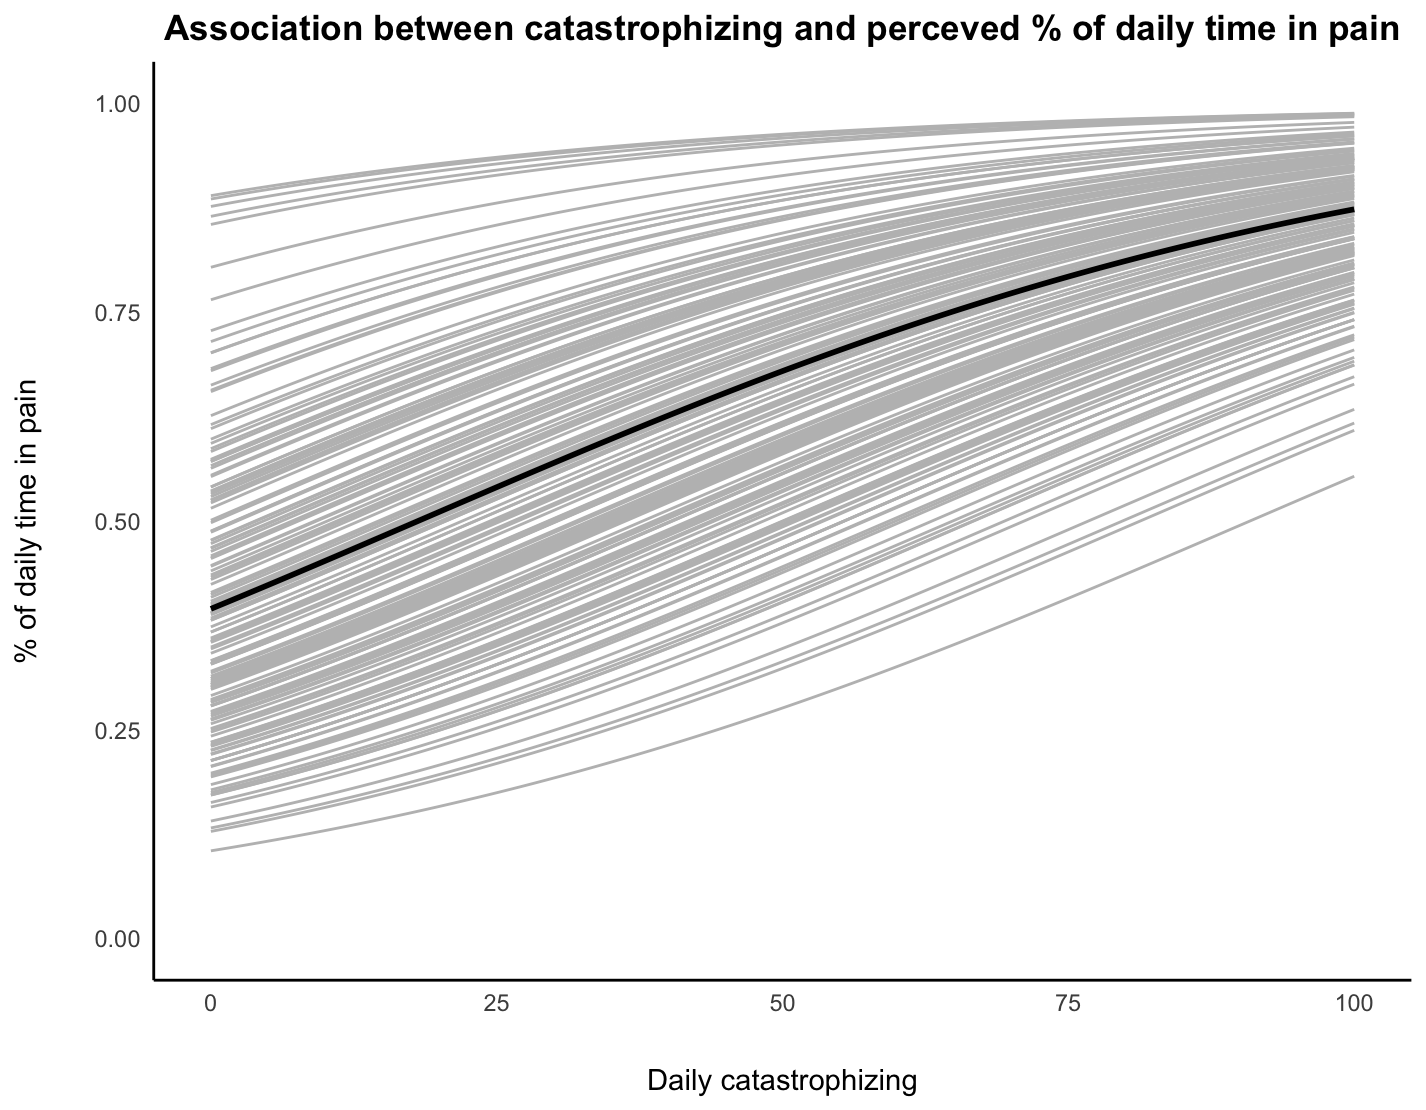 Association between catastrophizing and perceved % of daily time in pain
1.00
0.75
0.50
0.25
0.00
% of daily time in pain
0 25 50 75 100
Daily catastrophizing